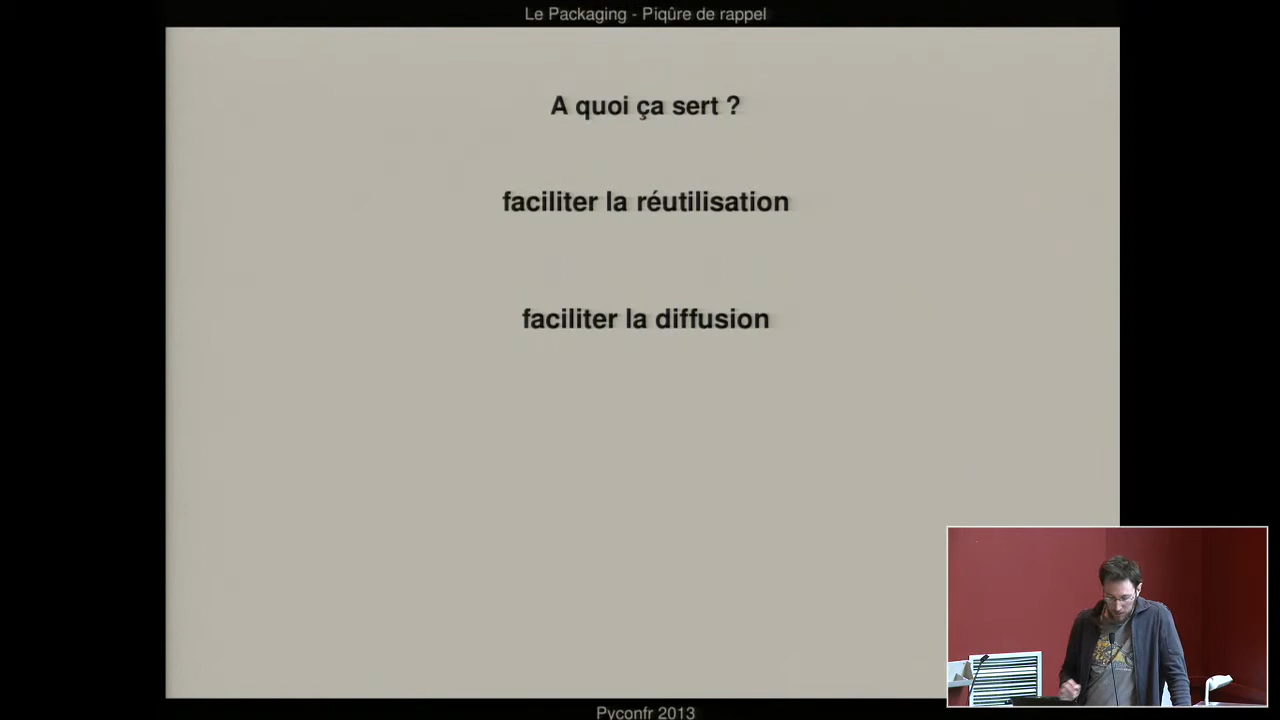 Le Packaging - Piqûre de rappel
A quoi ça sert ?
faciliter la réutilisation
faciliter la diffusion
Pyconfr 2013